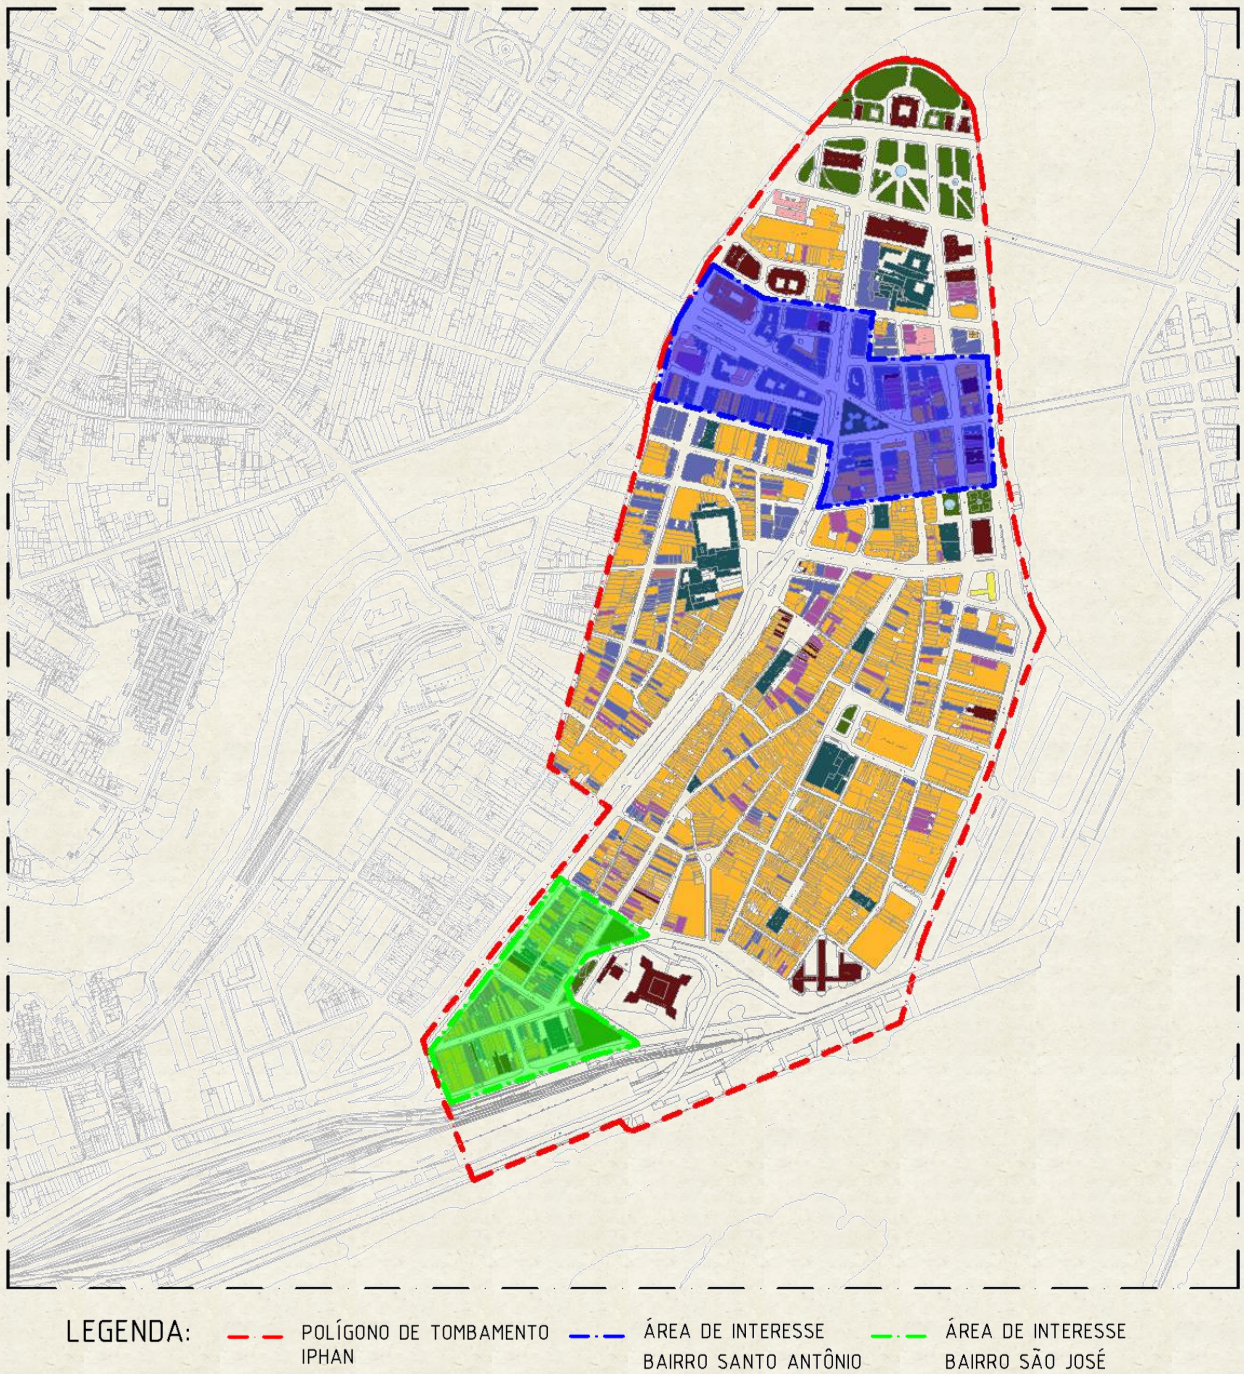 LEGENDA:
POLÍGONO DE TOMBAMENTO
IPHAN
ÁREA DE INTERESSE
BAIRRO SANTO ANTÔNIO
ÁREA DE INTERESSE
BAIRRO SÃO JOSÉ